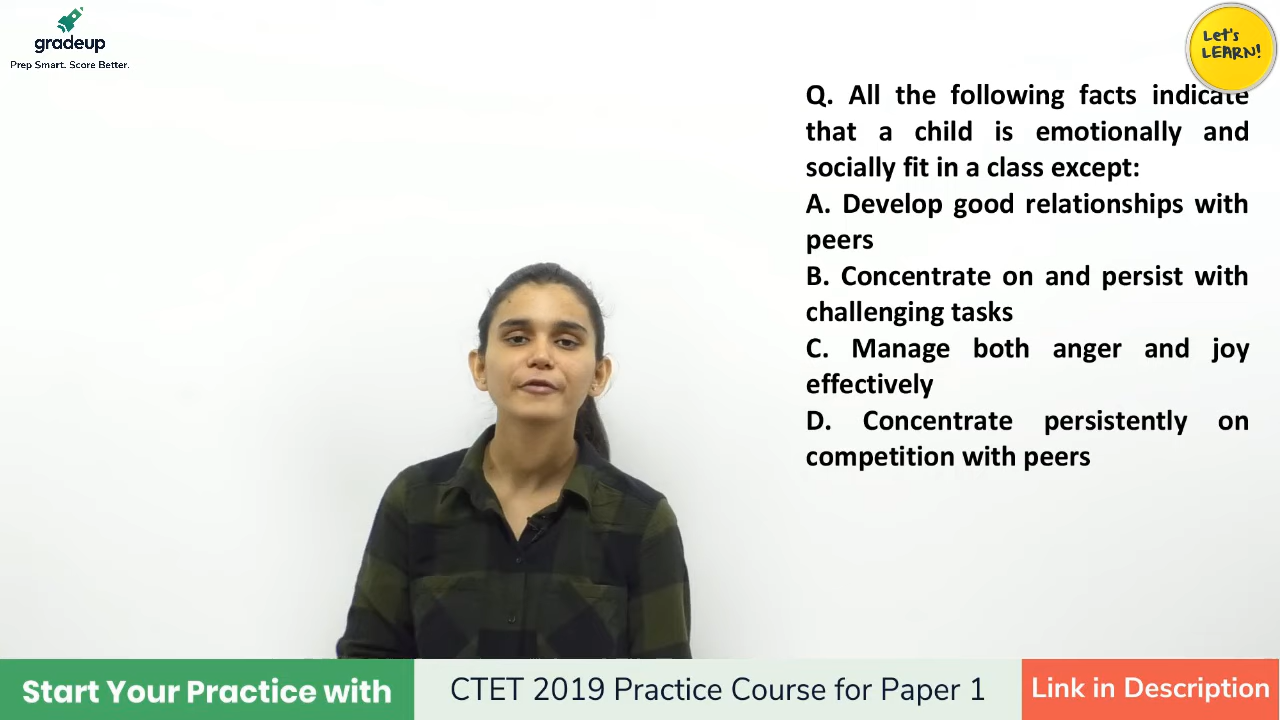 gradeup
Prep Smart. Score Better.
Let's
LEARN!
Q. All the following facts indicate
that a child is emotionally and
socially fit in a class except:
A. Develop good relationships with
peers
B. Concentrate on and persist with
challenging tasks
C. Manage both anger and joy
effectively
D. Concentrate persistently on
competition with peers
Start Your Practice with
CTET 2019 Practice Course for Paper 1
Link in Description